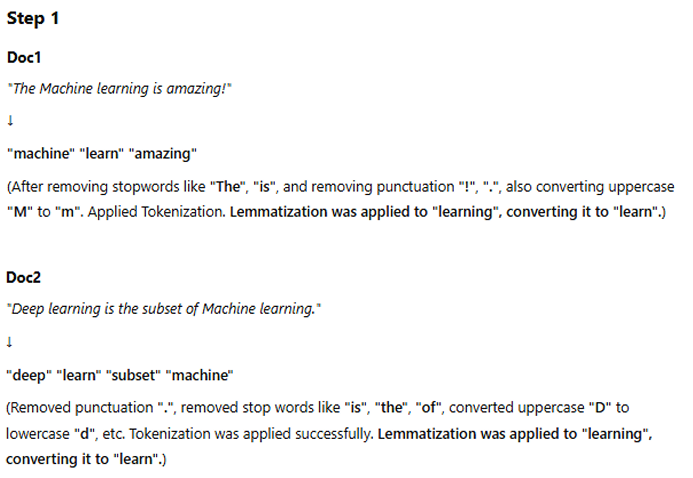 Step 1
Doc1
"The Machine learning is amazing!"
↓
"machine" "learn" "amazing"
(After removing stopwords like "The", "is", and removing punctuation "!", ".", also converting uppercase
"M" to "m". Applied Tokenization. Lemmatization was applied to "learning", converting it to "learn".)
Doc2
"Deep learning is the subset of Machine learning."
↓
"deep" "learn" "subset" "machine"
(Removed punctuation ".", removed stop words like "is", "the", "of", converted uppercase "D" to
lowercase "d", etc. Tokenization was applied successfully. Lemmatization was applied to "learning",
converting it to "learn".)